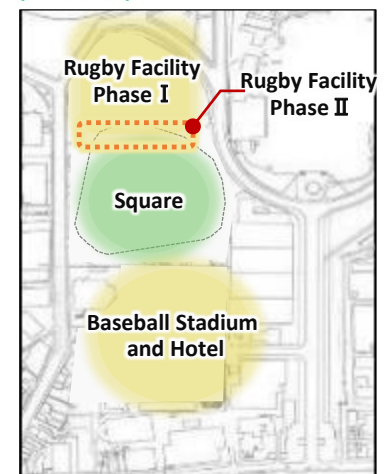 Rugby Facility
Phase Ⅰ
Rugby Facility
Phase Ⅱ
Square
Baseball Stadium
and Hotel